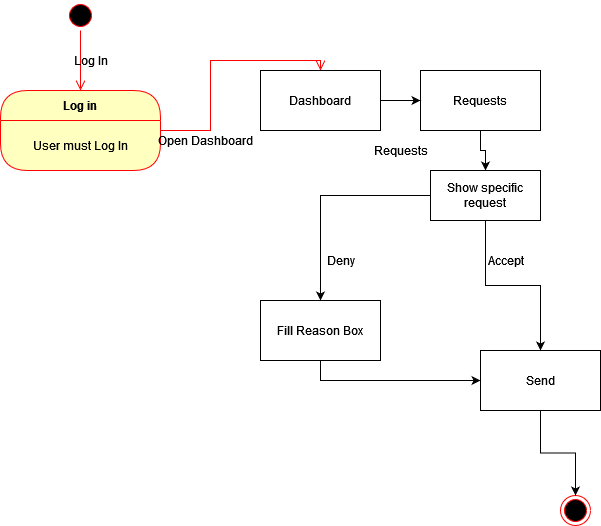 Log In
Log in
User must Log In
Open Dashboard
Dashboard
Requests
Requests
Show specific
request
Deny
Accept
Fill Reason Box
Send